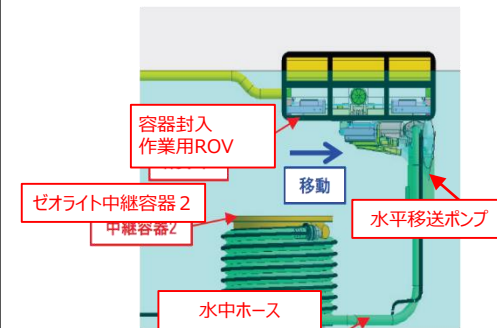 容器封入
作業用ROV
移動
ゼオライト中継容器２
水平移送ポンプ
中継容器2
水中ホース